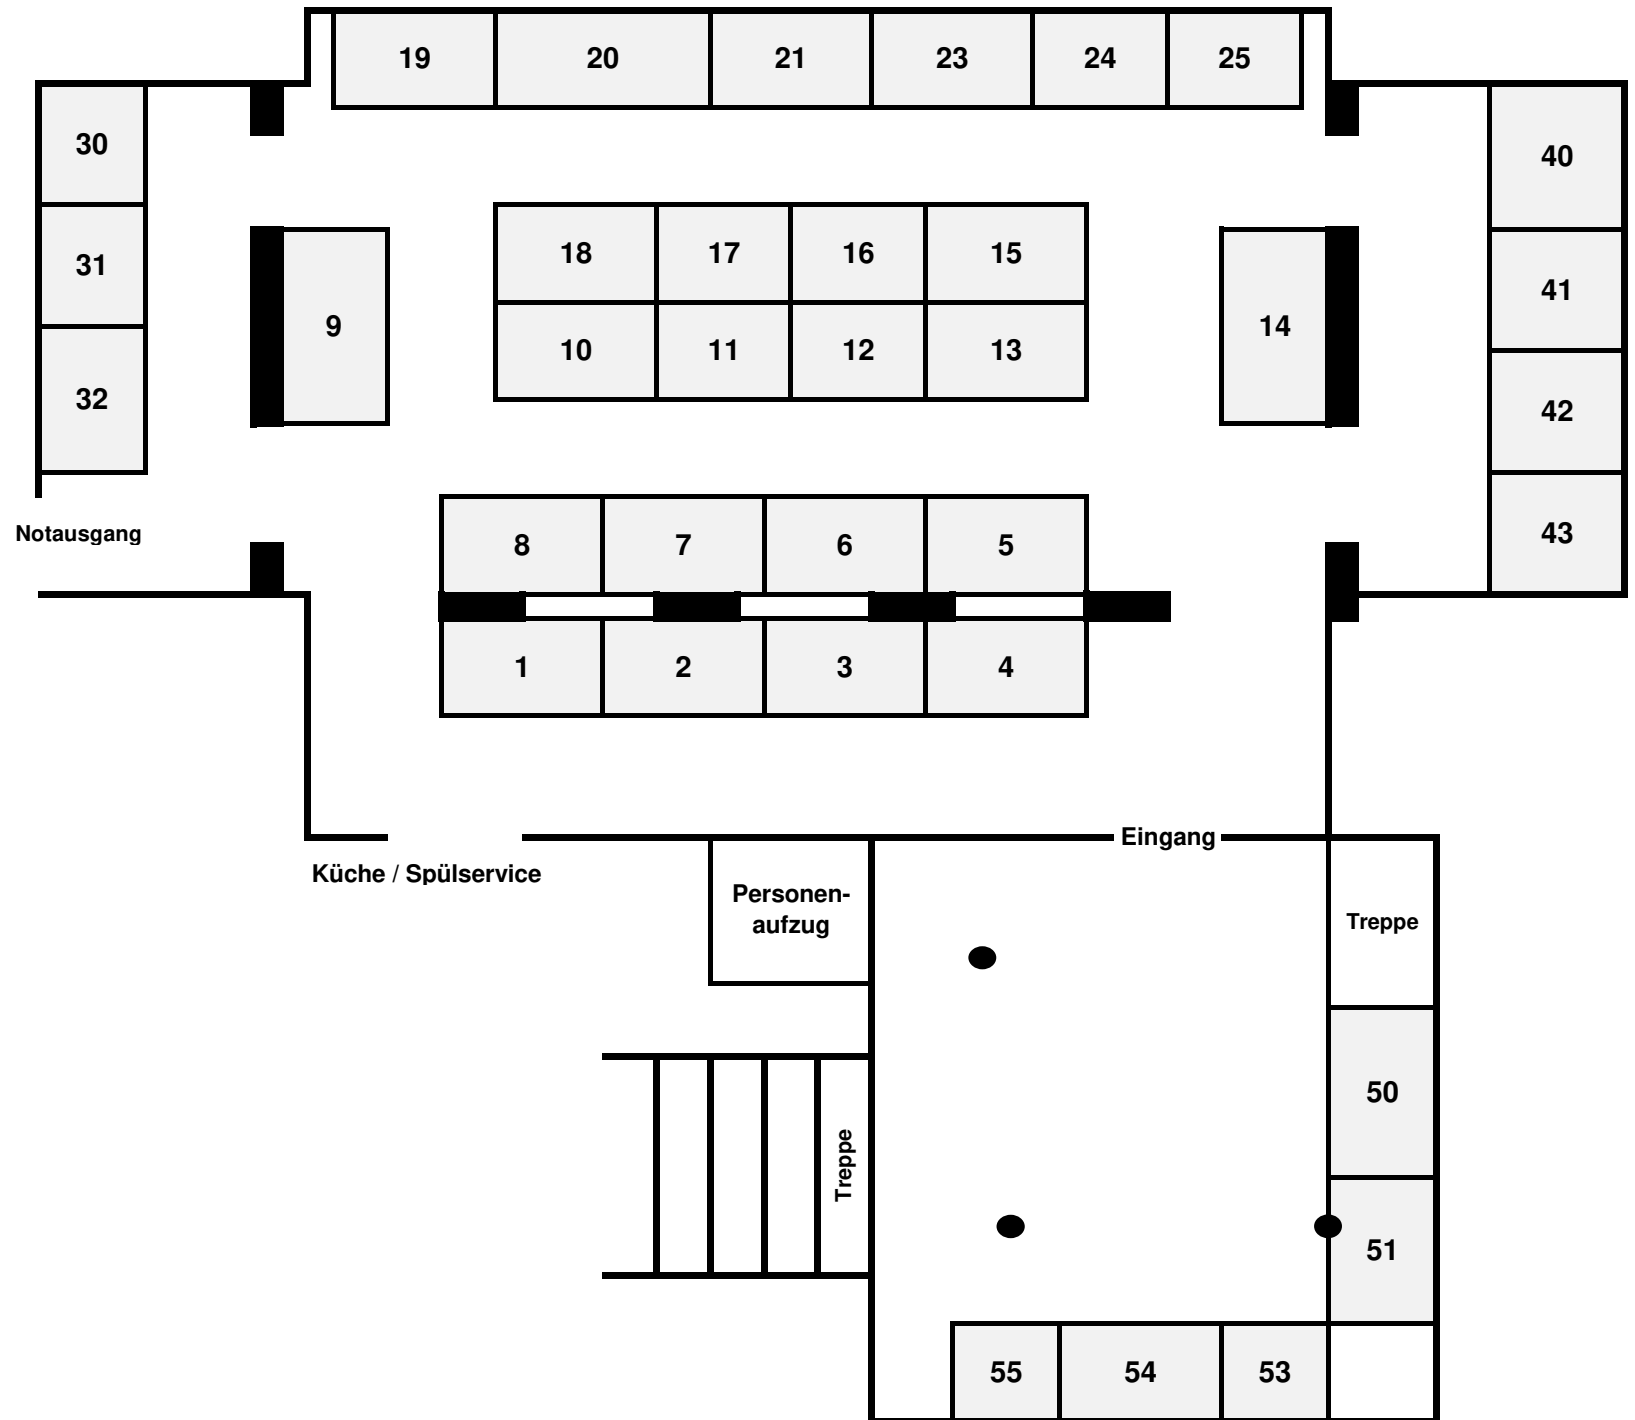 19 20 21 23 24 25
30
40
18 17 16 15
31
41
9
14
10 11 12 13
32
42
Notausgang
8 7 6 5
43
1 2 3 4
Eingang
Küche / Spülservice
Personen-
aufzug
Treppe
50
Treppe
51
55 54 53